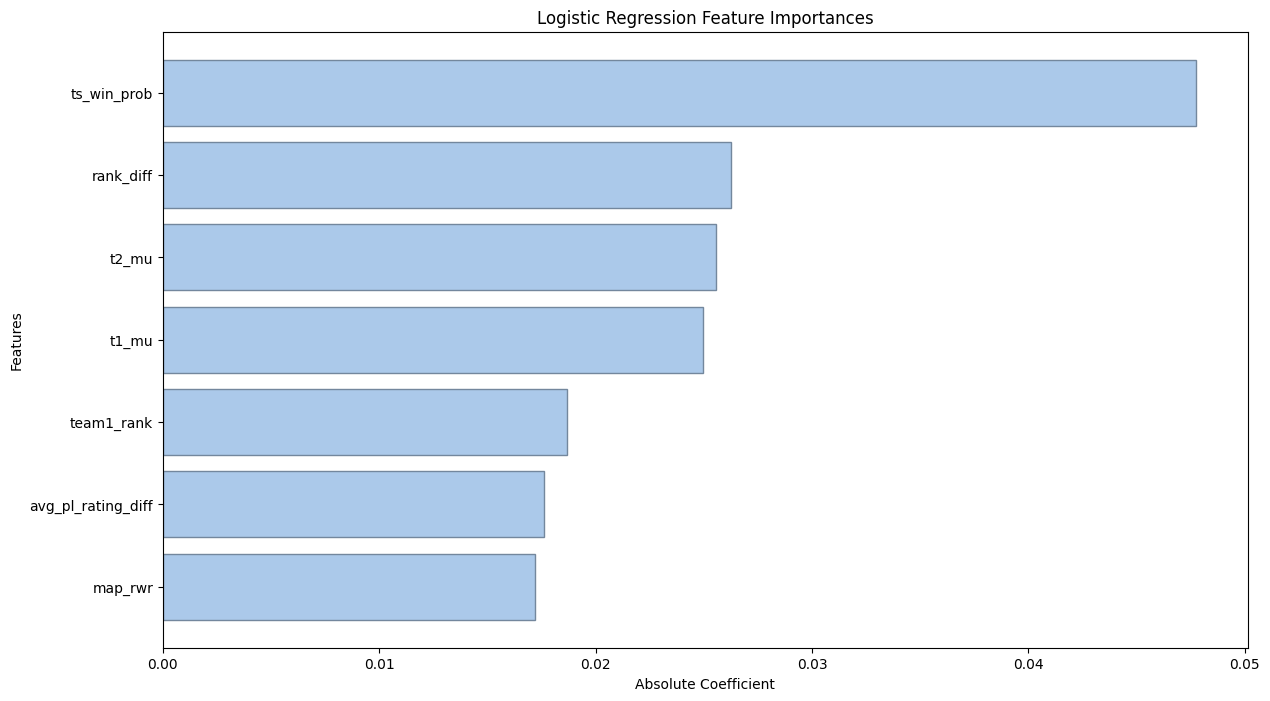 Logistic Regression Feature Importances
Features
ts_win_prob
rank_diff
t2_mu
t1_mu
team1_rank
avg_pl_rating_diff
map_rwr
0.00 0.01 0.02 0.03 0.04 0.05
Absolute Coefficient